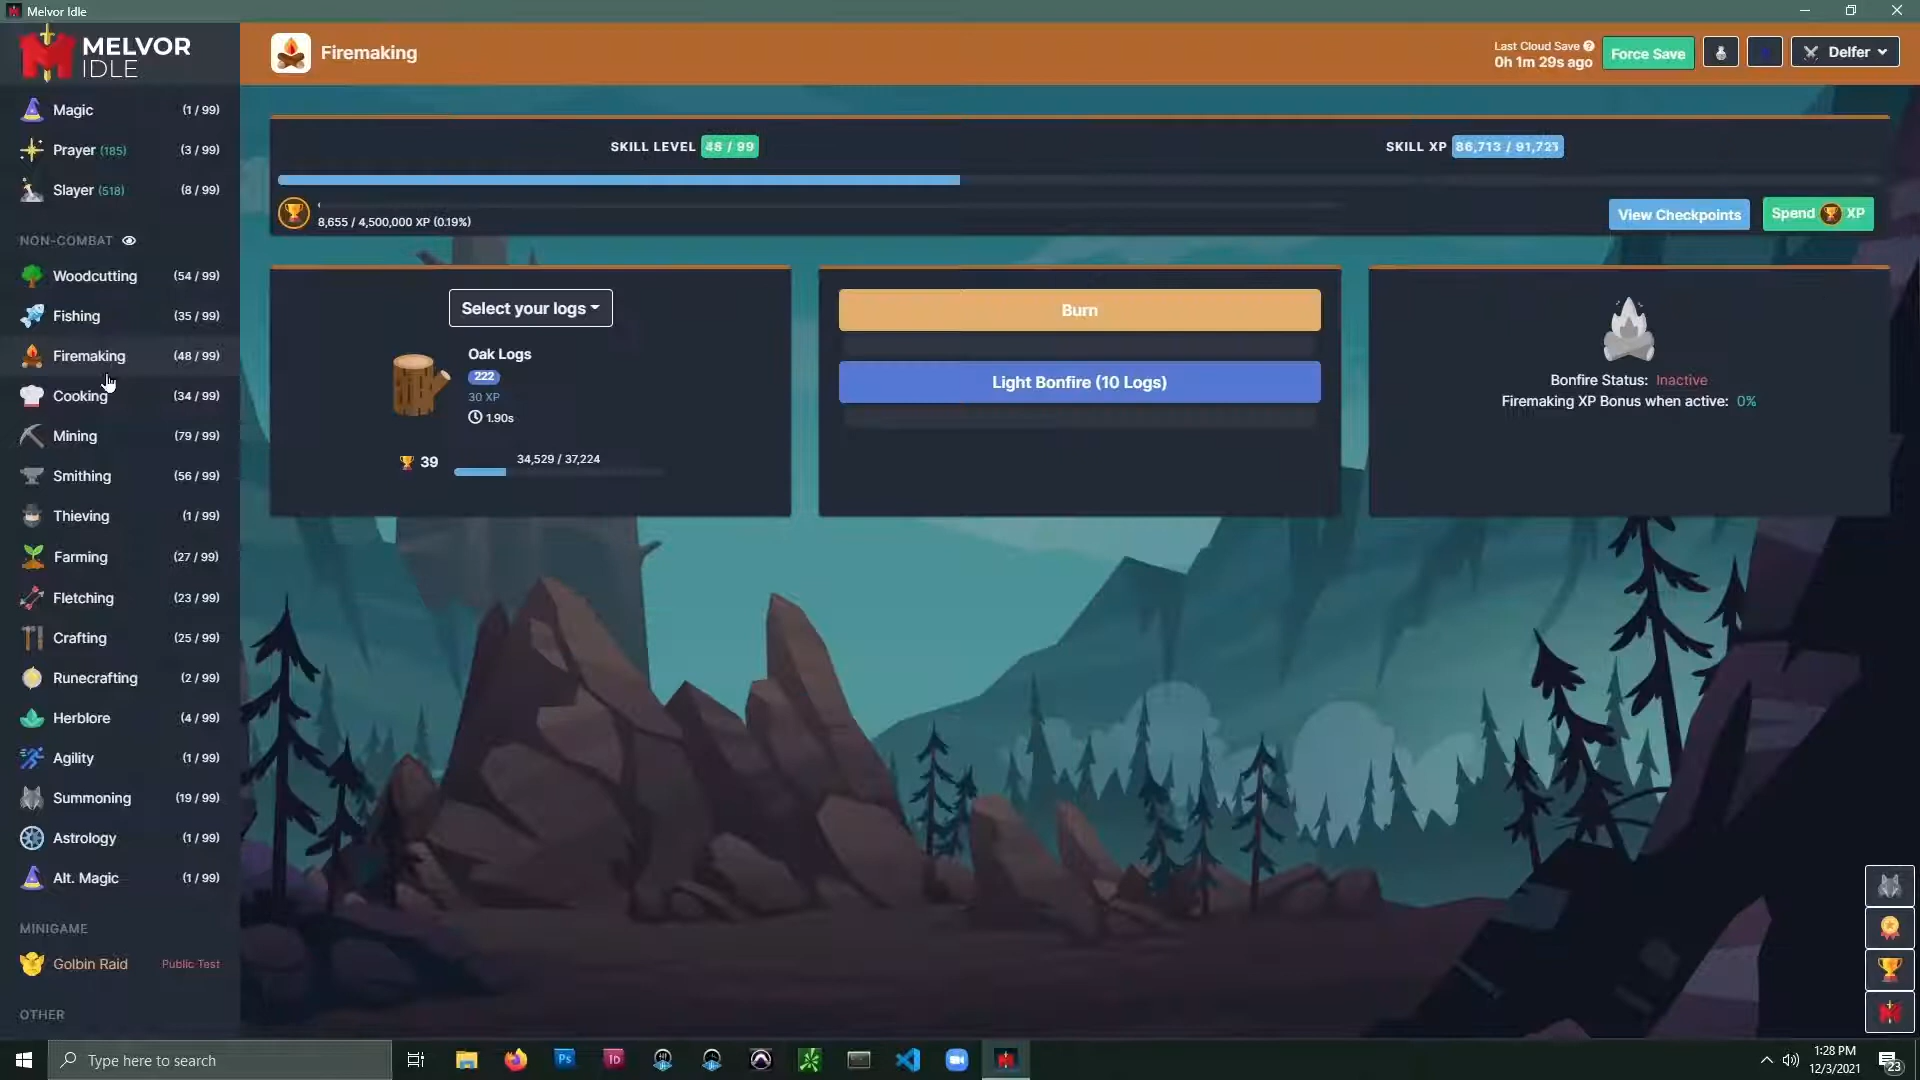 Melvor Idle
MELVOR
IDLE
Firemaking
Last Cloud Save
0h 1m 29s ago
Force Save
Delfer
Magic (1 / 99)
Prayer (185) (3 / 99)
Slayer (518) (8 / 99)
NON-COMBAT
Woodcutting (54 / 99)
Fishing (35 / 99)
Firemaking (48 / 99)
Cooking (34 / 99)
Mining (79 / 99)
Smithing (56 / 99)
Thieving (1 / 99)
Farming (27 / 99)
Fletching (23 / 99)
Crafting (25 / 99)
Runecrafting (2 / 99)
Herblore (4 / 99)
Agility (1 / 99)
Summoning (19 / 99)
Astrology (1 / 99)
Alt. Magic (1 / 99)
MINIGAME
Golbin Raid Public Test
OTHER
SKILL LEVEL 48 / 99
SKILL XP 86,713 / 91,721
8,655 / 4,500,000 XP (0.19%)
View Checkpoints
Spend XP
Select your logs
Oak Logs
222
30 XP
1.90s
39
34,529 / 37,224
Burn
Light Bonfire (10 Logs)
Bonfire Status: Inactive
Firemaking XP Bonus when active: 0%
Type here to search
Ps
ID
1:28 PM
12/3/2021
23